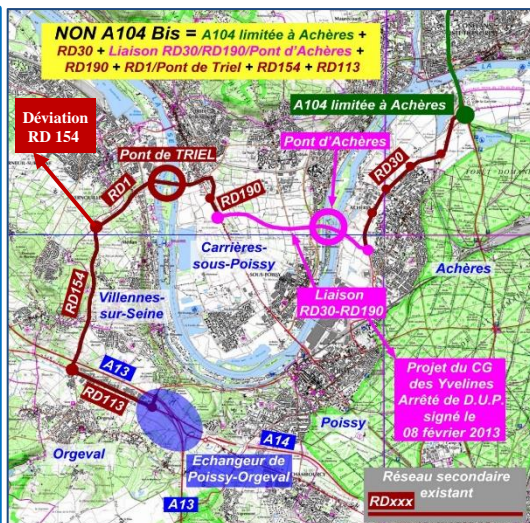 NON A104 Bis = A104 limitée à Achères +
RD30 + Liaison RD30/RD190/Pont d'Achères +
RD190 + RD1/Pont de Triel + RD154 + RD113
A104 limitée à Achères
Déviation
RD 154
Pont de TRIEL
Pont d'Achères
RD1
RD190
RD30
Carrières-
sous-Poissy
Achères
RD154
Villennes-
sur-Seine
Liaison
RD30-RD190
A13
Projet du CG
des Yvelines
Arrêté de D.U.P.
signé le
08 février 2013
RD113
Poissy
A14
Orgeval
Echangeur de
Poissy-Orgeval
A13
Réseau secondaire
existant
RDxxx